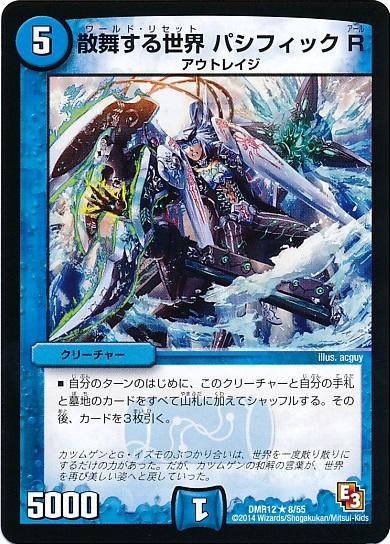 5
ワールド・リセット
アール
散舞する世界 パシフィック R
アウトレイジ
クリーチャー
illus. acguy
■ 自分のターンのはじめに、このクリーチャーと自分の手札
と墓地のカードをすべて山札に加えてシャッフルする。その
後、カードを3枚引く。
カツムゲンとG・イズモのぶつかり合いは、世界を一度散り散りに
するだけの力があった。だが、カツムゲンの和解の言葉が、世界
を再び美しい姿へと戻していった。
5000
1
E3
DMR12★8/55
©2014 Wizards/Shogakukan/Mitsui-Kids